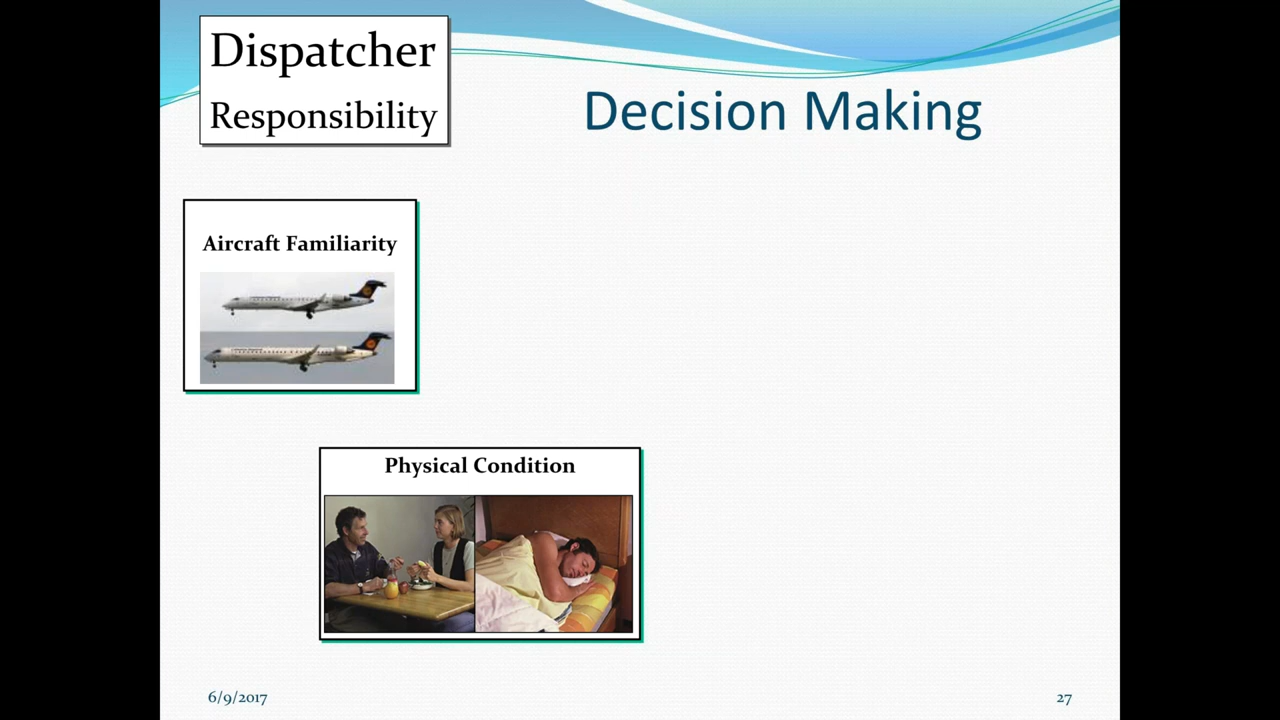 Dispatcher
Responsibility
Decision Making
Aircraft Familiarity
Physical Condition
6/9/2017
27